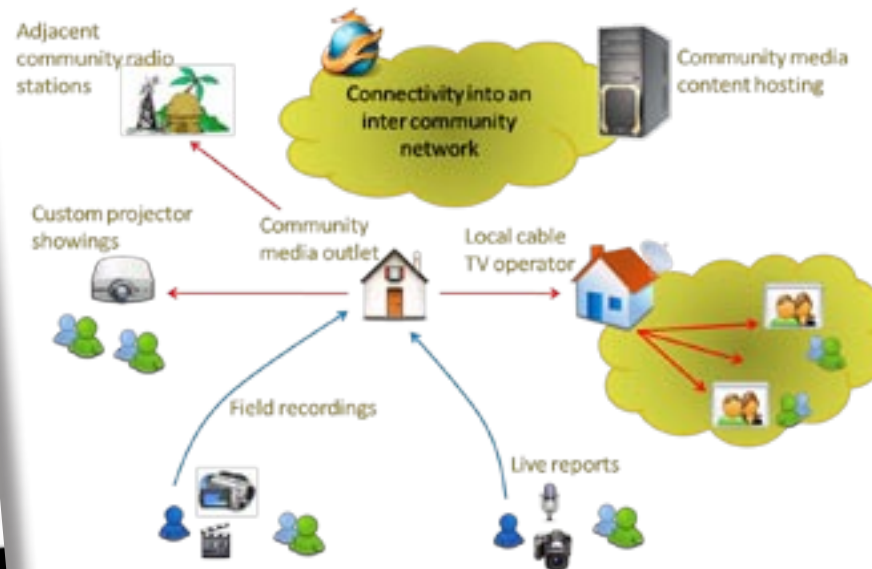 Adjacent
community radio
stations
Connectivity into an
inter community
network
Community media
content hosting
Custom projector
showings
Community
media outlet
Local cable
TV operator
Field recordings
Live reports